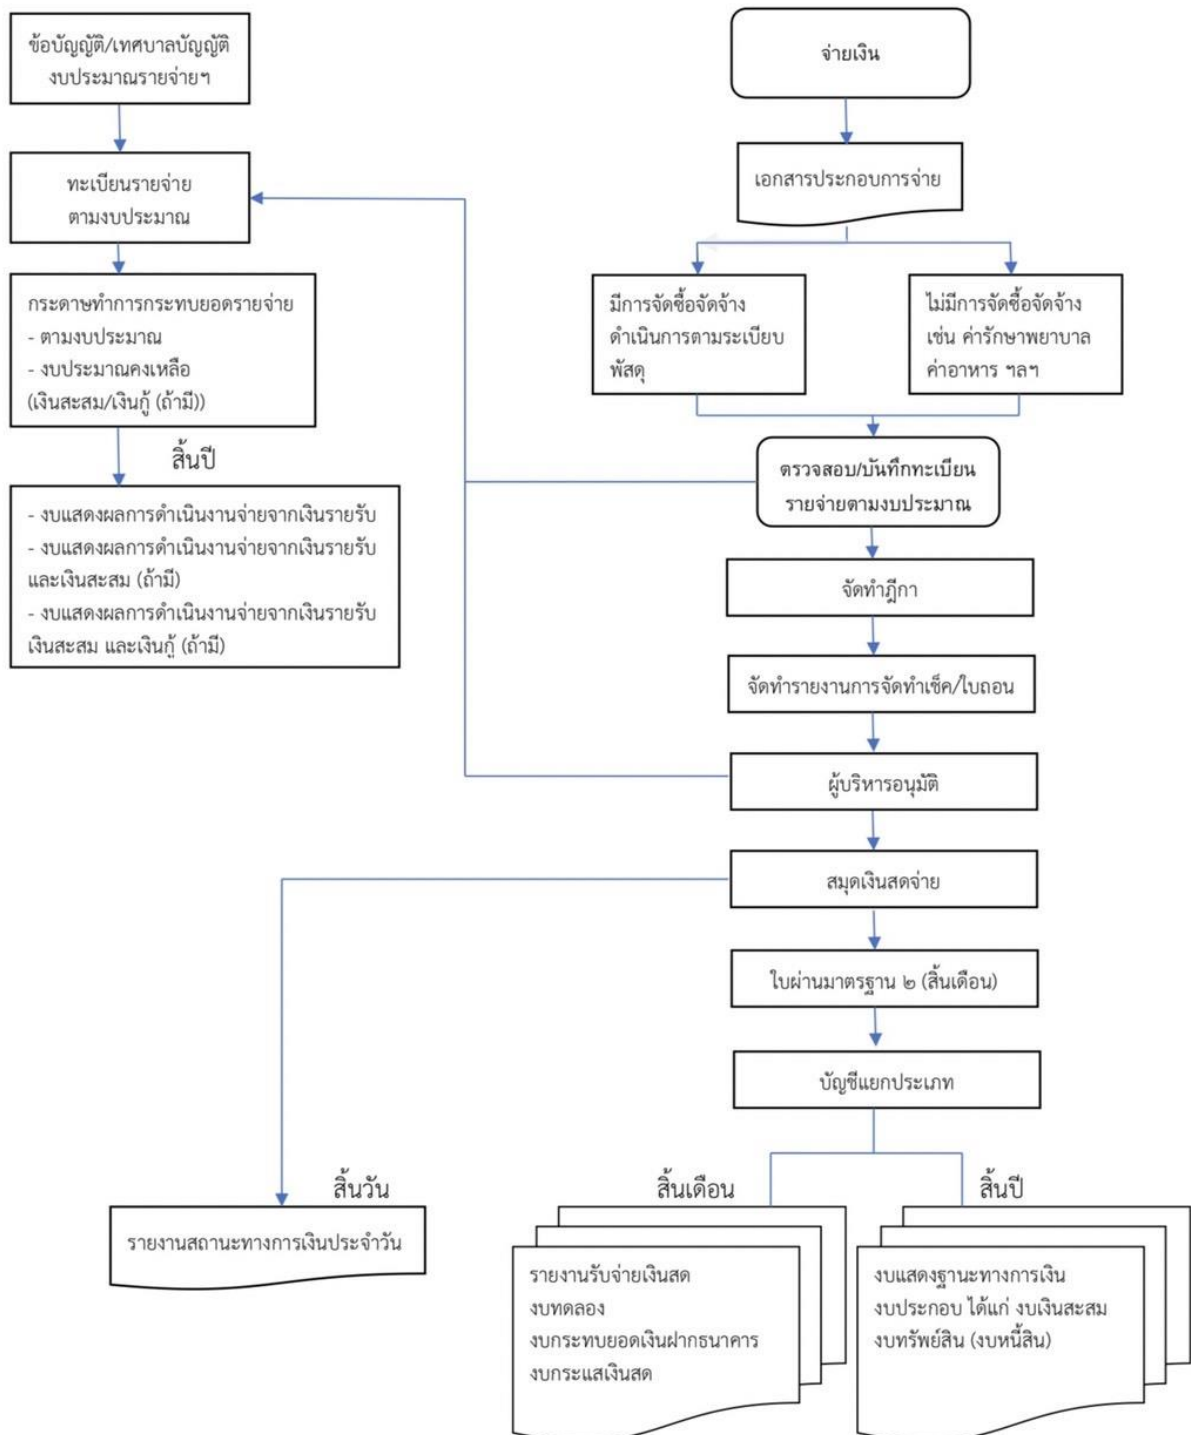 ข้อบัญญัติ/เทศบาลบัญญัติ
งบประมาณรายจ่ายฯ
ทะเบียนรายจ่าย
ตามงบประมาณ
กระดาษทำการกระทบยอดรายจ่าย
- ตามงบประมาณ
- งบประมาณคงเหลือ
(เงินสะสม/เงินกู้ (ถ้ามี))
สิ้นปี
- งบแสดงผลการดำเนินงานจ่ายจากเงินรายรับ
- งบแสดงผลการดำเนินงานจ่ายจากเงินรายรับ
และเงินสะสม (ถ้ามี)
- งบแสดงผลการดำเนินงานจ่ายจากเงินรายรับ
เงินสะสม และเงินกู้ (ถ้ามี)
จ่ายเงิน
เอกสารประกอบการจ่าย
มีการจัดซื้อจัดจ้าง
ดำเนินการตามระเบียบ
พัสดุ
ไม่มีการจัดซื้อจัดจ้าง
เช่น ค่ารักษาพยาบาล
ค่าอาหาร ฯลฯ
ตรวจสอบ/บันทึกทะเบียน
รายจ่ายตามงบประมาณ
จัดทำฎีกา
จัดทำรายงานการจัดทำเช็ค/ใบถอน
ผู้บริหารอนุมัติ
สมุดเงินสดจ่าย
ใบผ่านมาตรฐาน ๒ (สิ้นเดือน)
บัญชีแยกประเภท
สิ้นวัน
รายงานสถานะทางการเงินประจำวัน
สิ้นเดือน
รายงานรับจ่ายเงินสด
งบทดลอง
งบกระทบยอดเงินฝากธนาคาร
งบกระแสเงินสด
สิ้นปี
งบแสดงฐานะทางการเงิน
งบประกอบ ได้แก่ งบเงินสะสม
งบทรัพย์สิน (งบหนี้สิน)